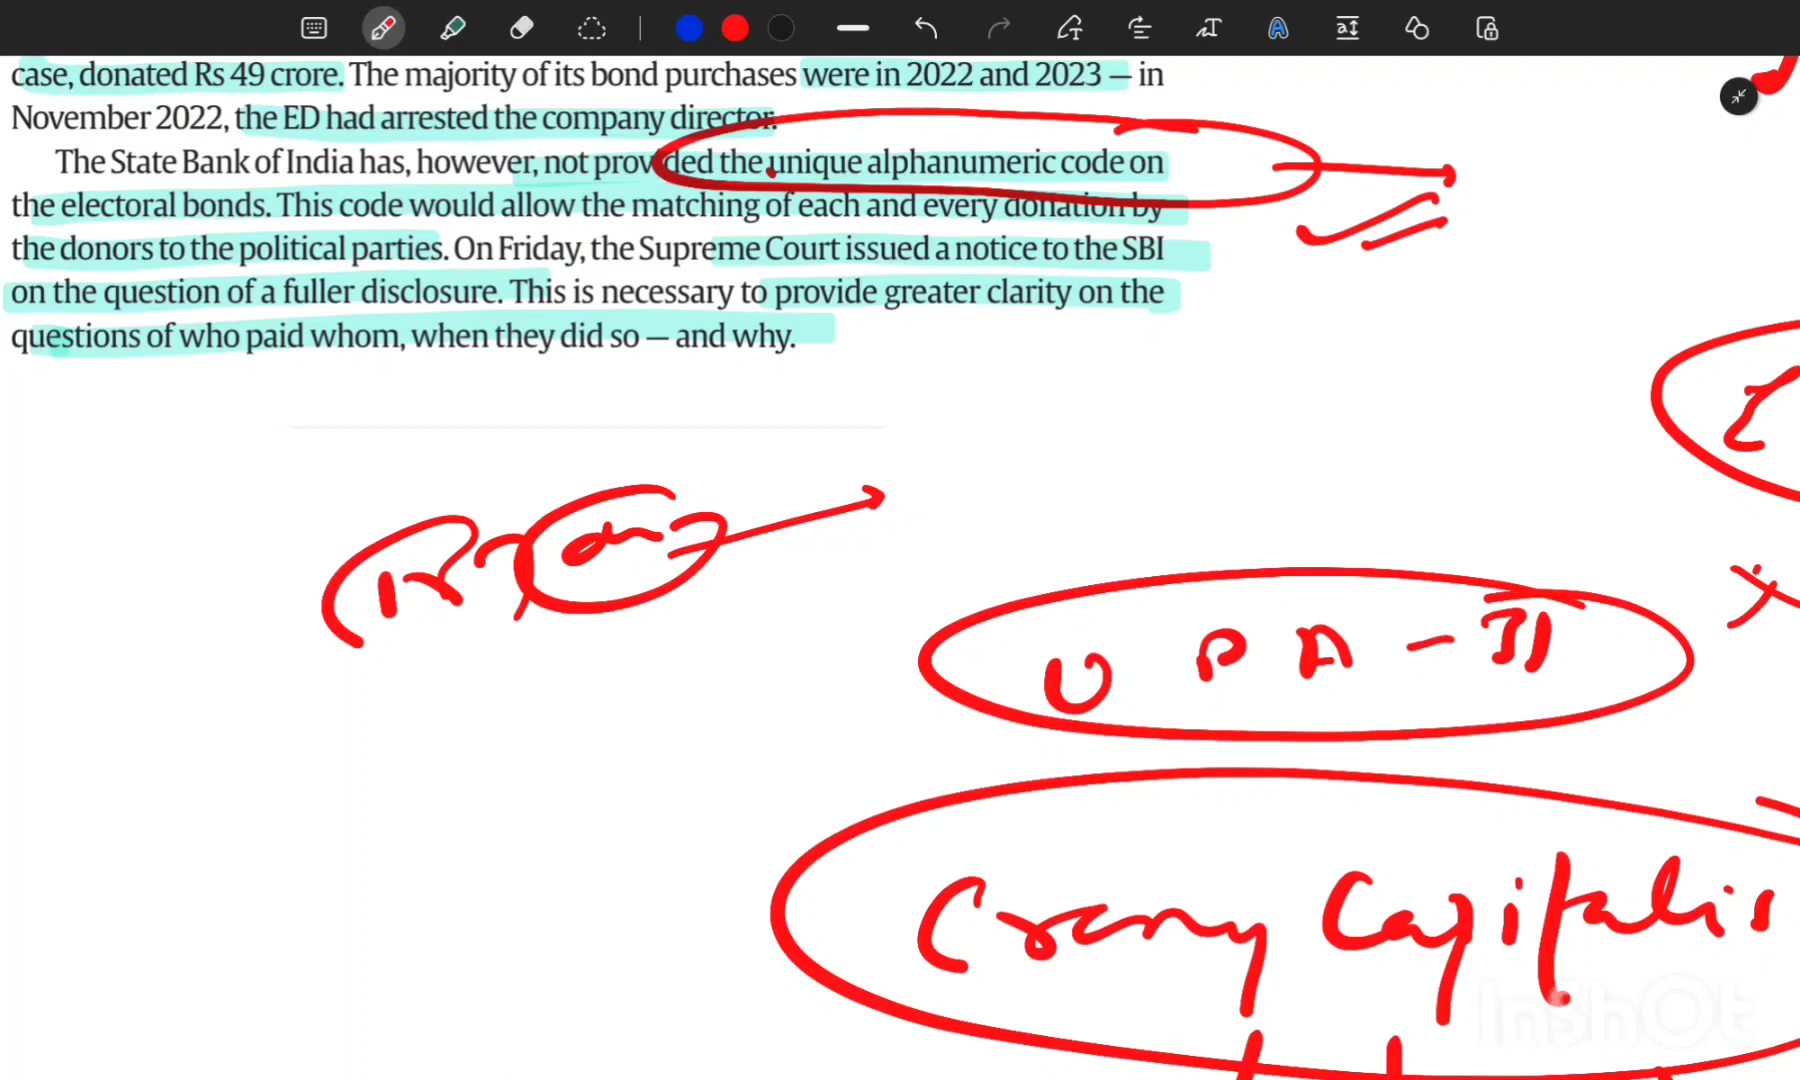 case, donated Rs 49 crore. The majority of its bond purchases were in 2022 and 2023 — in
November 2022, the ED had arrested the company director.
The State Bank of India has, however, not provided the unique alphanumeric code on
the electoral bonds. This code would allow the matching of each and every donation by
the donors to the political parties. On Friday, the Supreme Court issued a notice to the SBI
on the question of a fuller disclosure. This is necessary to provide greater clarity on the
questions of who paid whom, when they did so — and why.
UPA - II
Crony Capitalis
InShOt